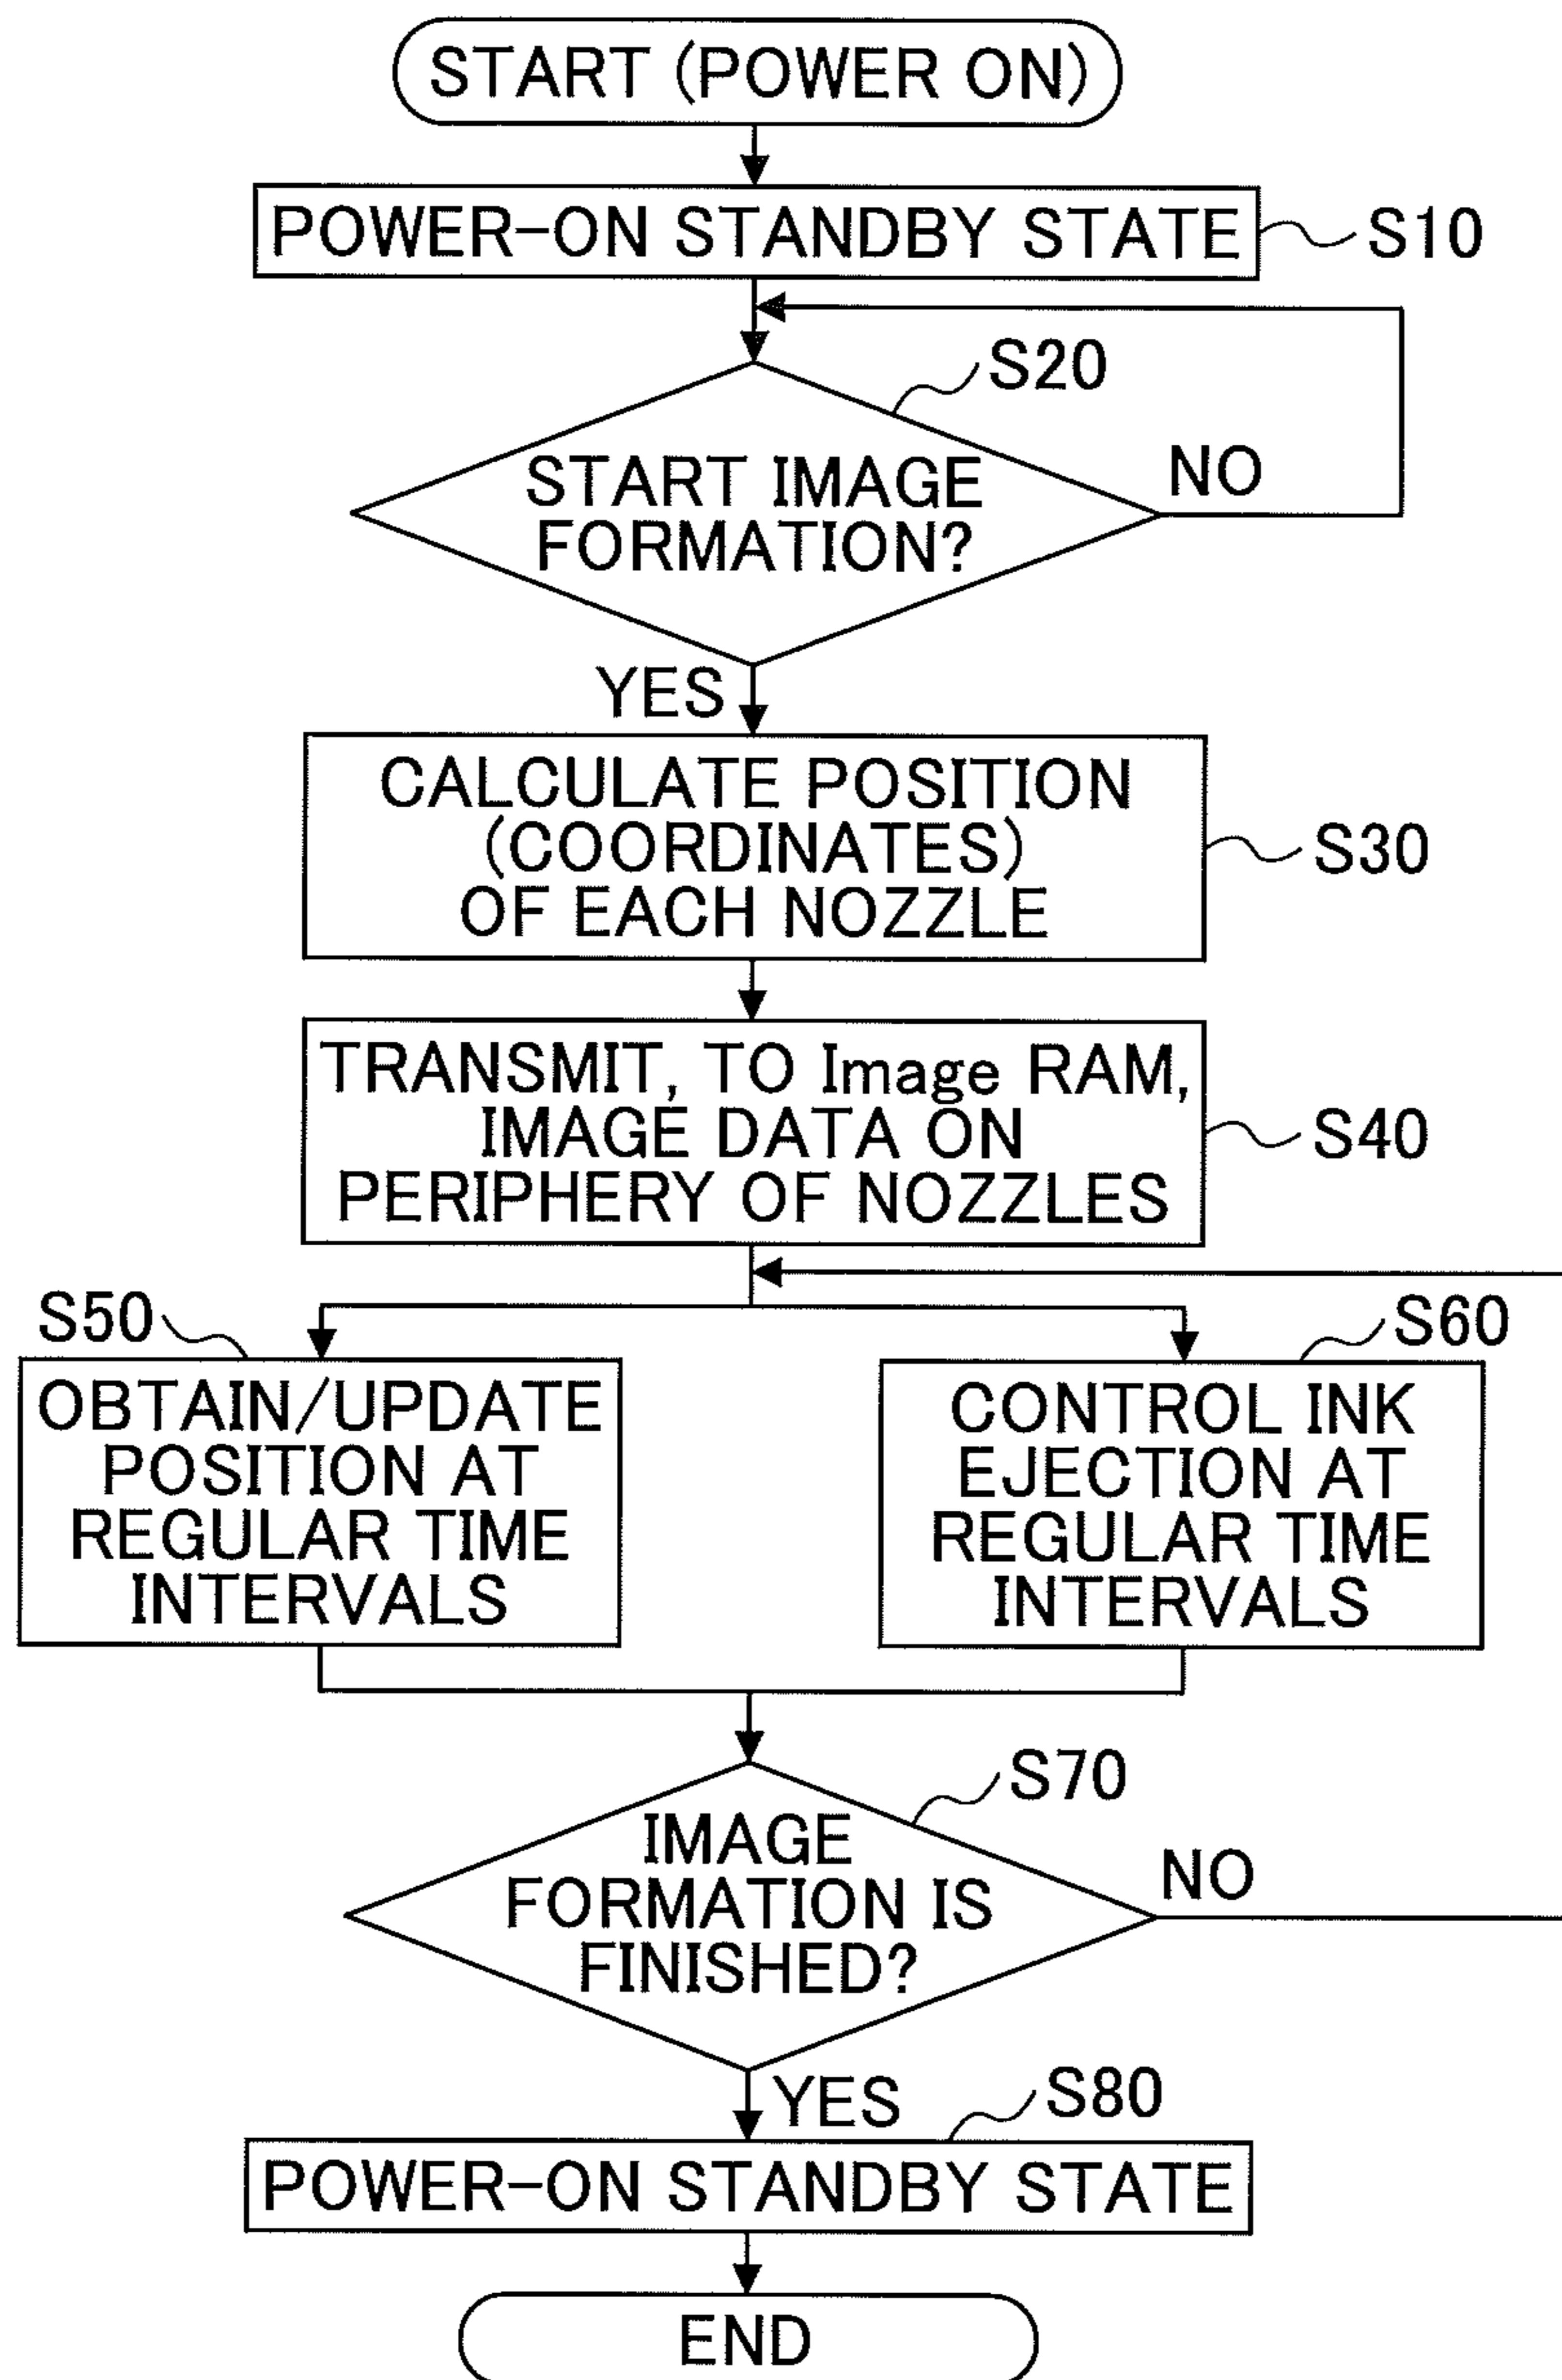 START (POWER ON)
POWER-ON STANDBY STATE
S10
S20
START IMAGE
FORMATION?
NO
YES
CALCULATE POSITION
(COORDINATES)
OF EACH NOZZLE
S30
TRANSMIT, TO Image RAM,
IMAGE DATA ON
PERIPHERY OF NOZZLES
S40
S50
OBTAIN/UPDATE
POSITION AT
REGULAR TIME
INTERVALS
S60
CONTROL INK
EJECTION AT
REGULAR TIME
INTERVALS
S70
IMAGE
FORMATION IS
FINISHED?
NO
YES
S80
POWER-ON STANDBY STATE
END